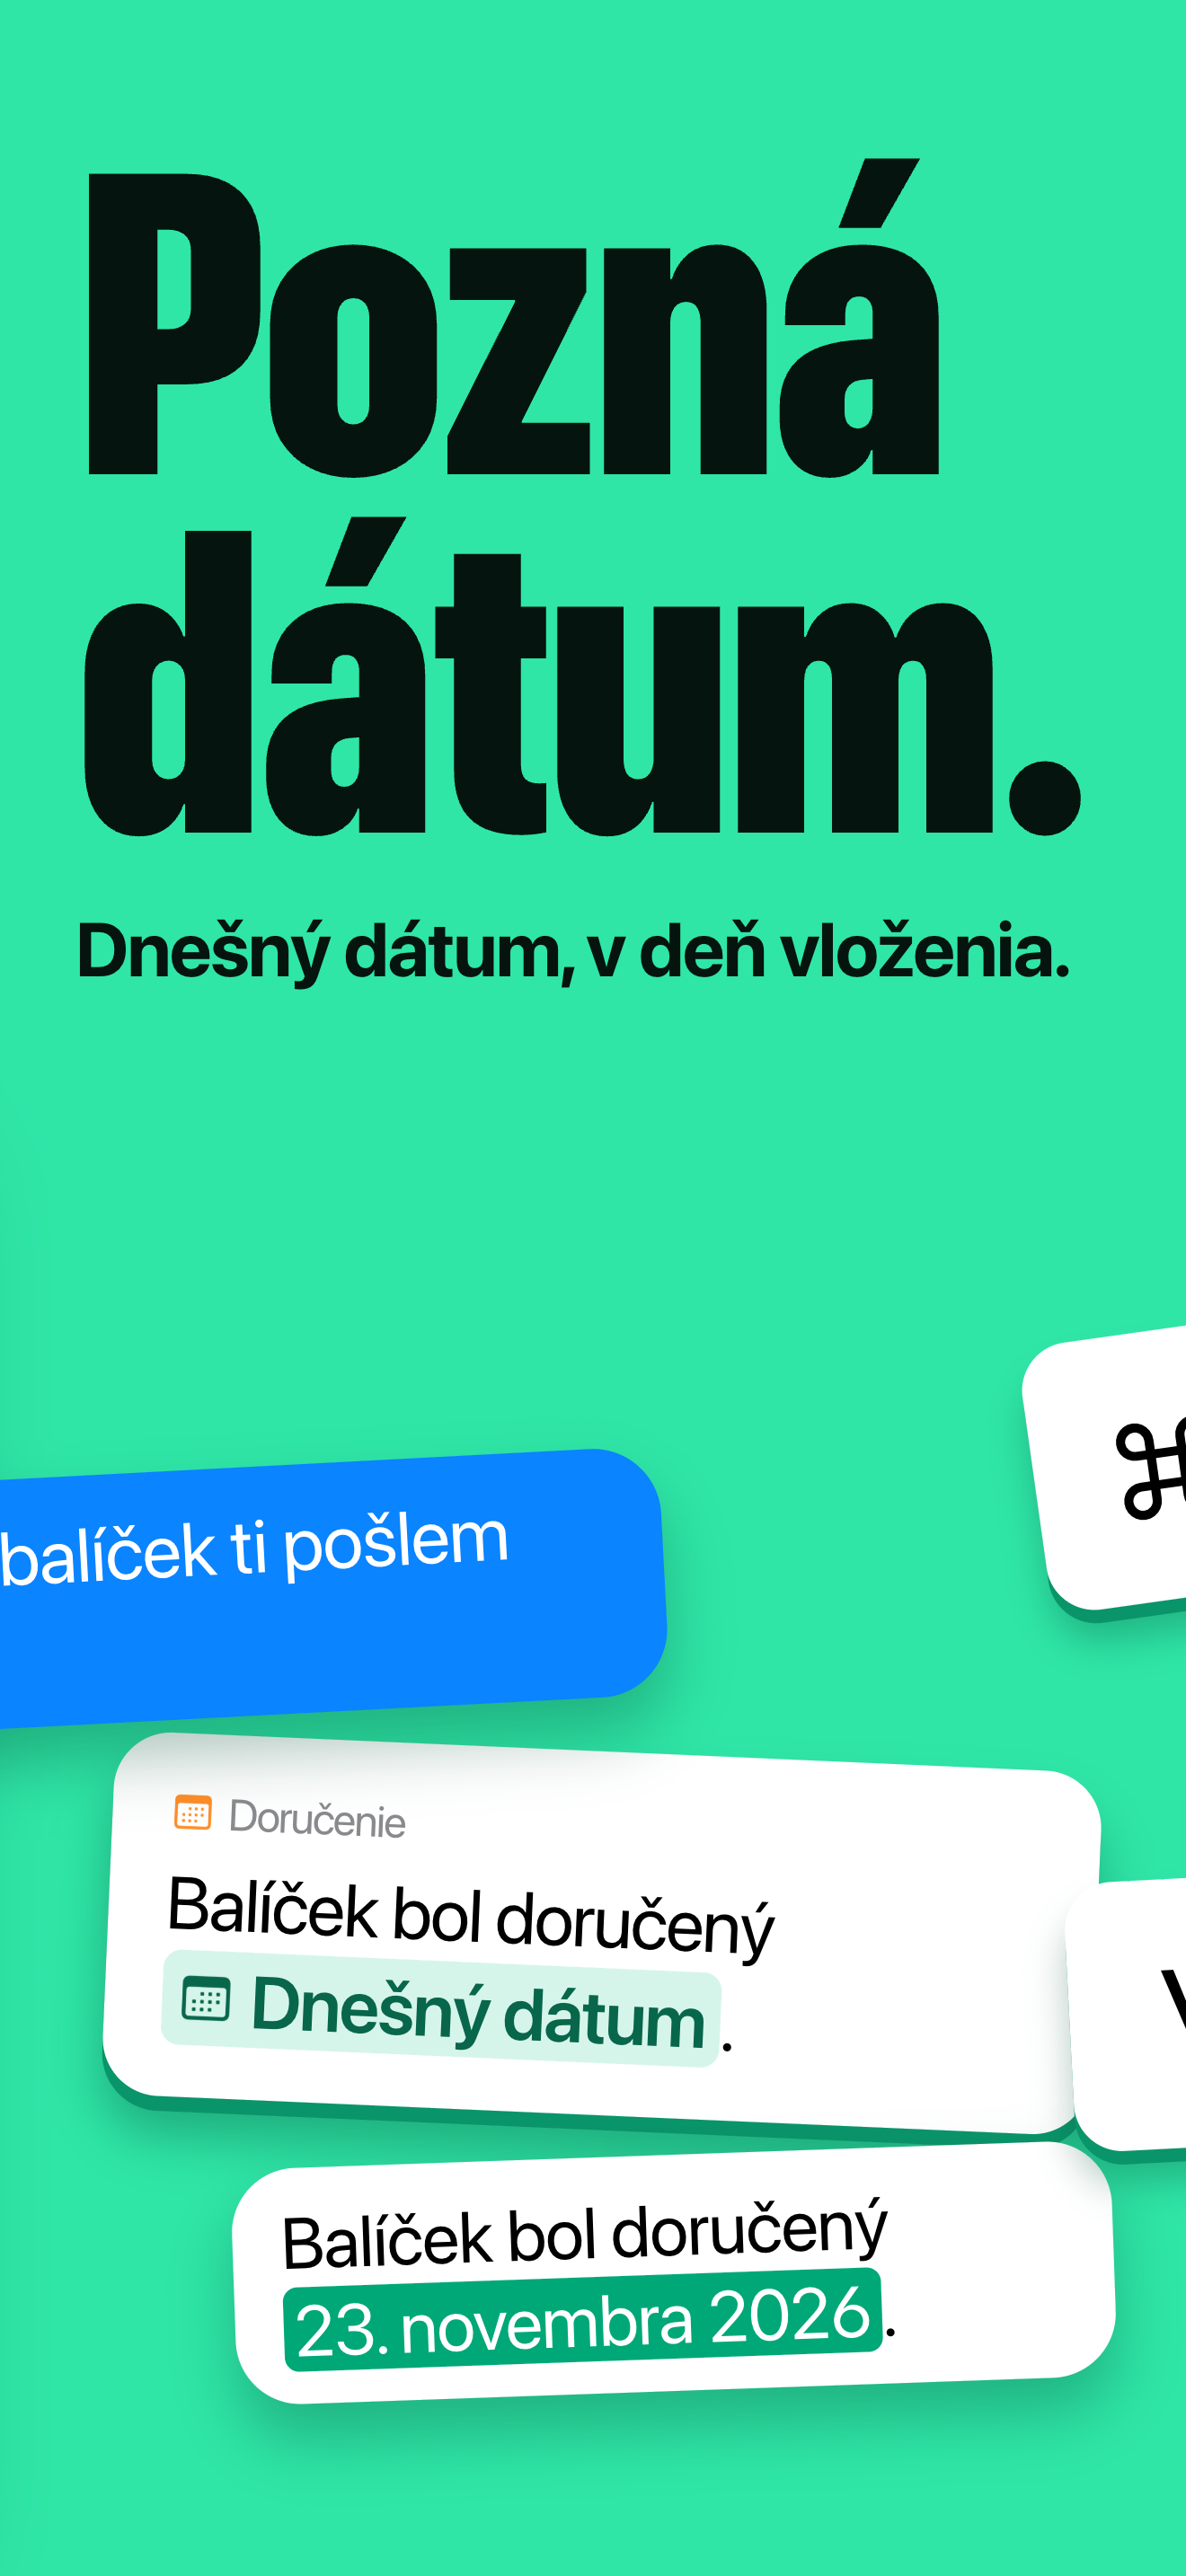 Pozná
dátum.
Dnešný dátum, v deň vloženia.
⌘
balíček ti pošlem
Doručenie
Balíček bol doručený
Dnešný dátum.
Balíček bol doručený
23. novembra 2026.